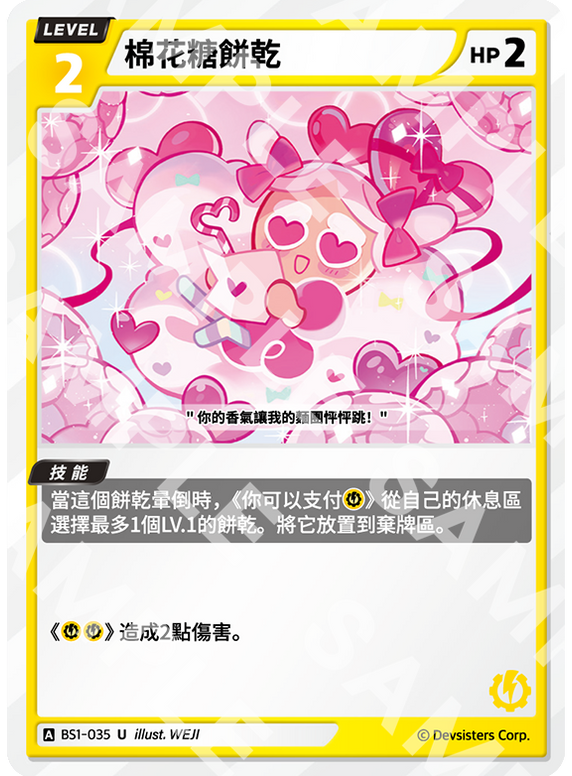 LEVEL
2
棉花糖餅乾
HP 2
" 你的香氣讓我的麵團怦怦跳! "
技能
當這個餅乾暈倒時，《你可以支付》從自己的休息區
選擇最多1個LV.1的餅乾。將它放置到棄牌區。
《》造成2點傷害。
A BS1-035 U illust. WEJI
© Devsisters Corp.